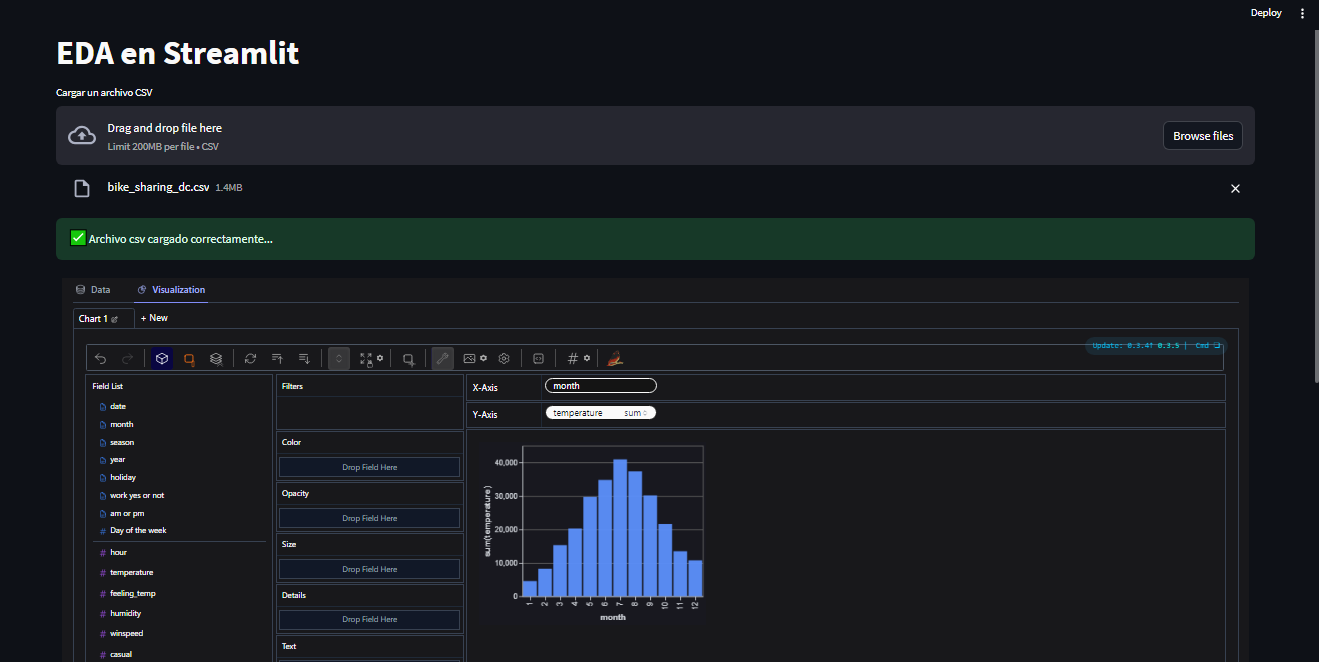 Deploy
EDA en Streamlit
Cargar un archivo CSV
Drag and drop file here
Limit 200MB per file • CSV
Browse files
bike_sharing_dc.csv 1.4MB
Archivo csv cargado correctamente...
Data Visualization
Chart 1 + New
Update: 0.3.4↑ 0.3.5 | Cmd
Field List
date
month
season
year
holiday
work yes or not
am or pm
# Day of the week
# hour
# temperature
# feeling_temp
# humidity
# winspeed
# casual
Filters
Color
Drop Field Here
Opacity
Drop Field Here
Size
Drop Field Here
Details
Drop Field Here
Text
X-Axis month
Y-Axis temperature sum
sum(temperature)
40,000
30,000
20,000
10,000
0
1 2 3 4 5 6 7 8 9 10 11 12
month